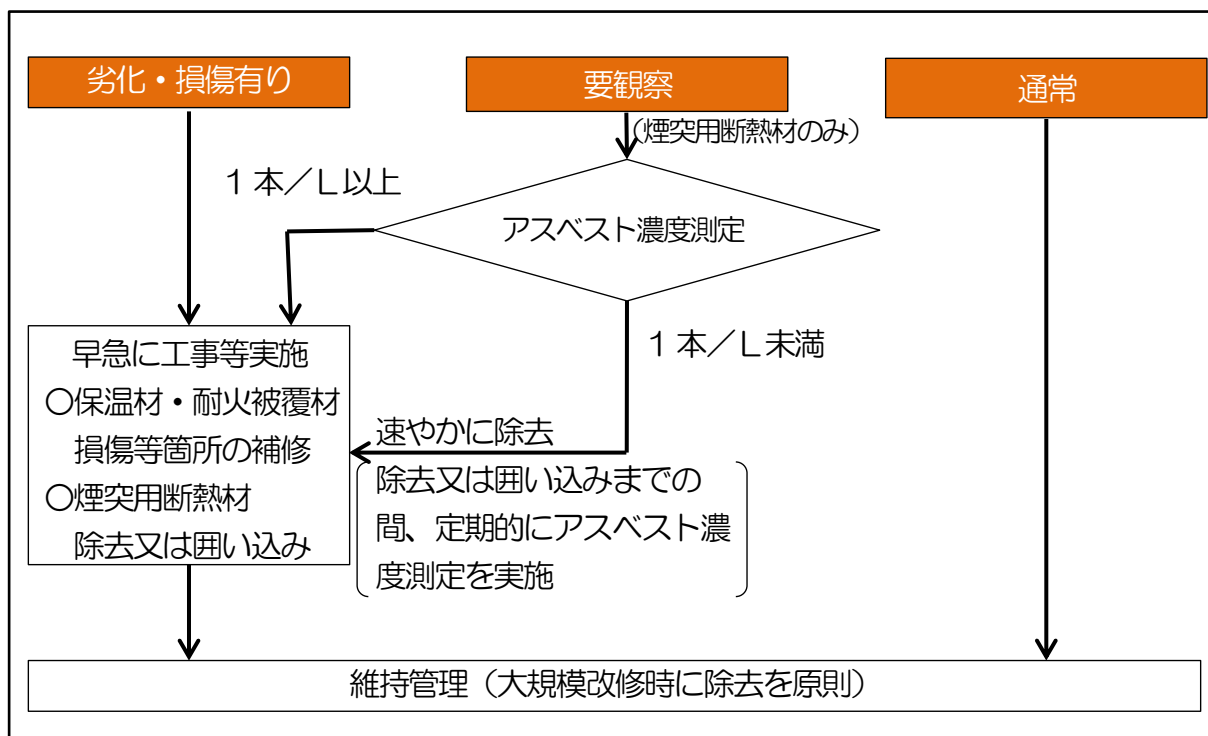 劣化・損傷有り
要観察
通常
（煙突用断熱材のみ）
１本／Ｌ以上
アスベスト濃度測定
１本／Ｌ未満
早急に工事等実施
〇保温材・耐火被覆材
損傷等箇所の補修
〇煙突用断熱材
除去又は囲い込み
速やかに除去
除去又は囲い込みまでの
間、定期的にアスベスト濃
度測定を実施
維持管理（大規模改修時に除去を原則）